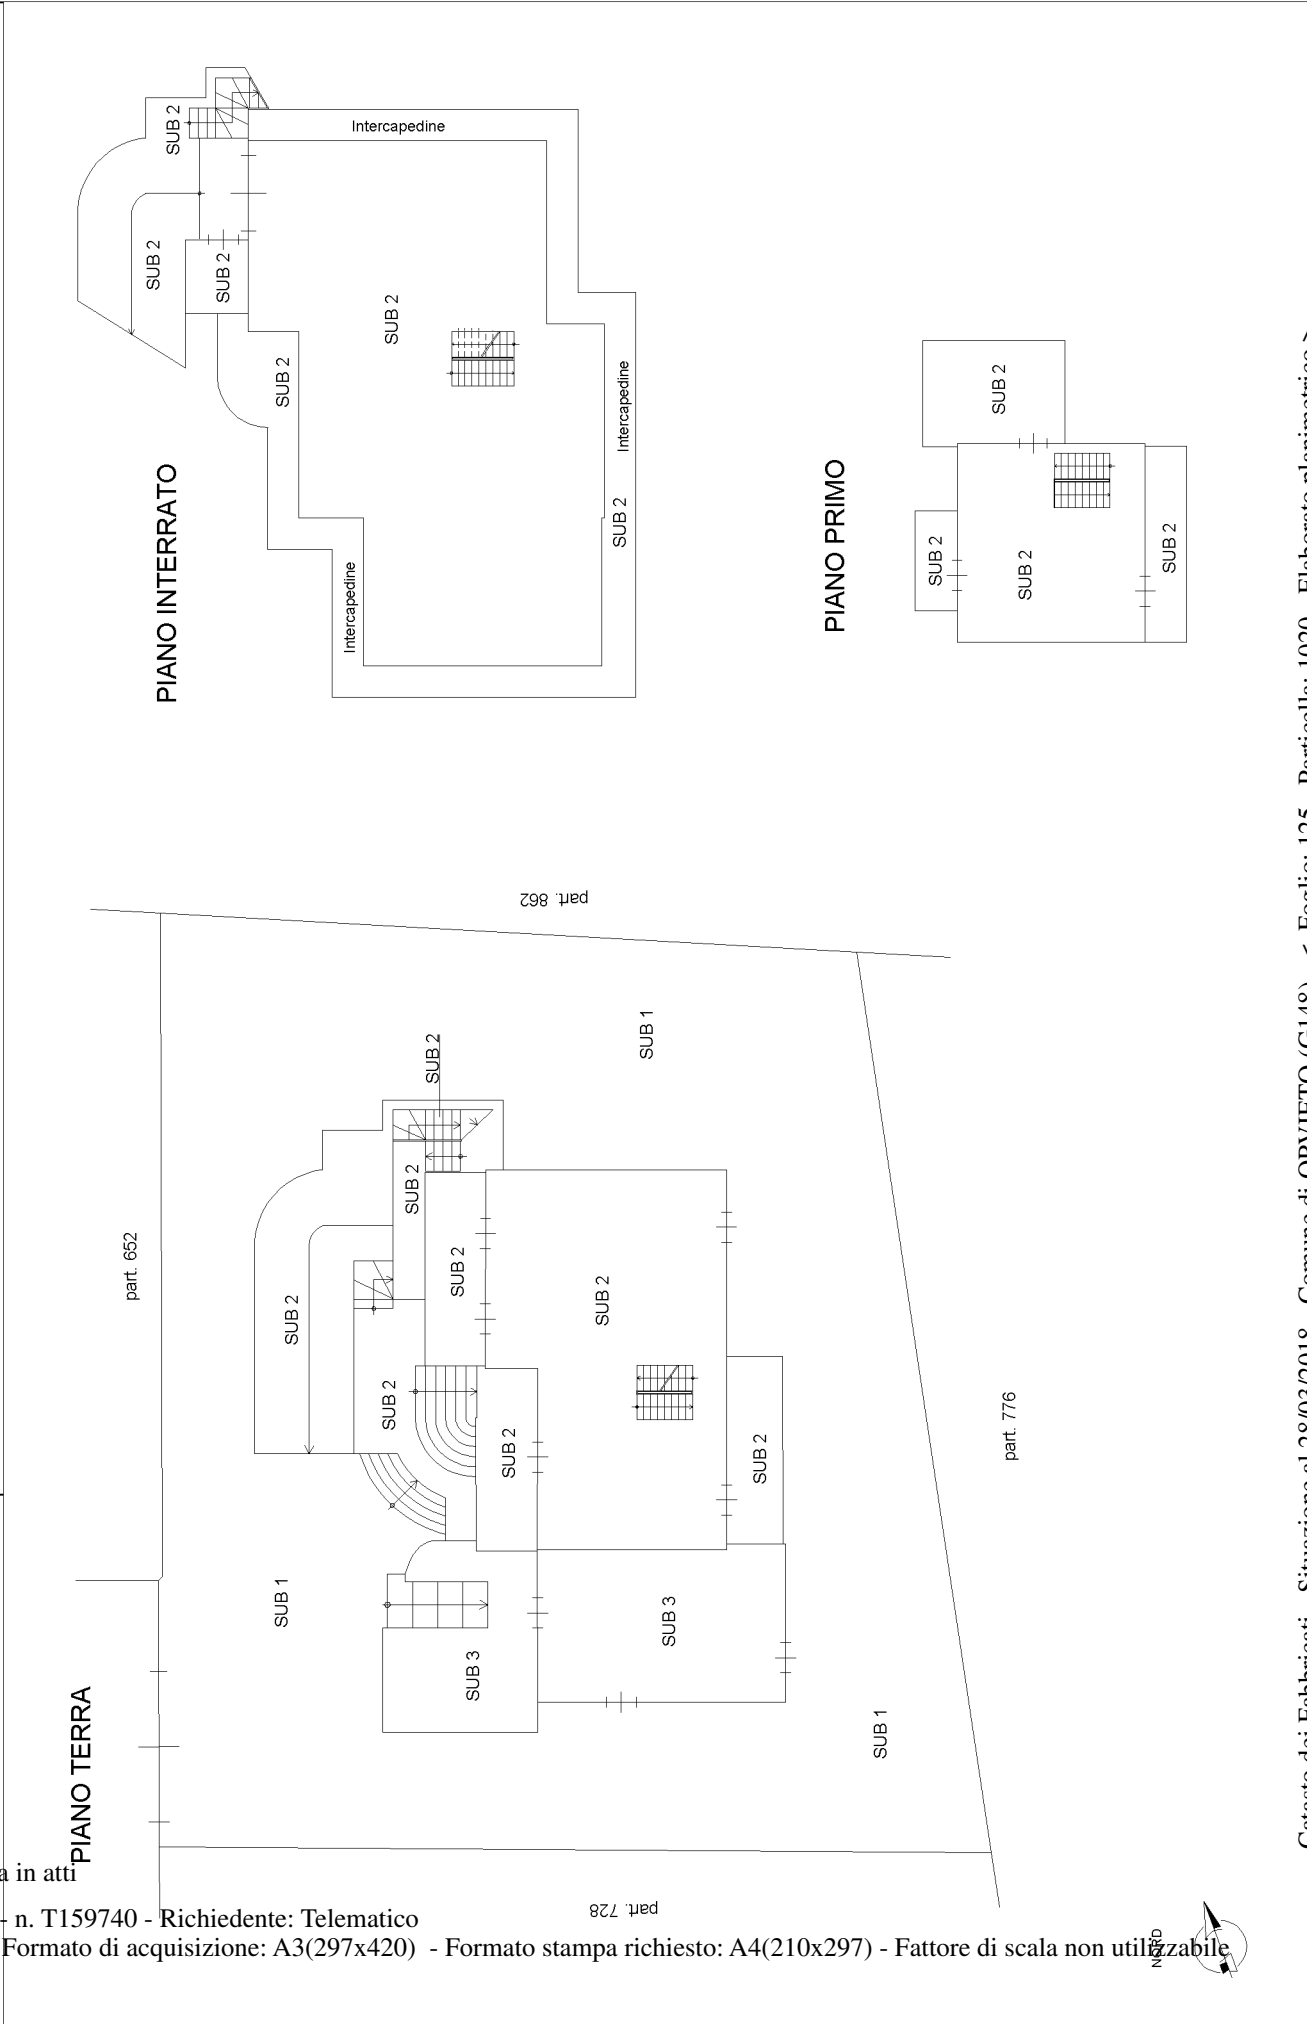 PIANO INTERRATO
SUB 2
SUB 2
SUB 2
Intercapedine
SUB 2
SUB 2
Intercapedine
SUB 2
Intercapedine
PIANO PRIMO
SUB 2
SUB 2
SUB 2
SUB 2
PIANO TERRA
part. 862
part. 652
part. 776
part. 728
SUB 1
SUB 2
SUB 2
SUB 2
SUB 2
SUB 2
SUB 2
SUB 2
SUB 2
SUB 1
SUB 3
SUB 3
SUB 1
NORD
a in atti
- n. T159740 - Richiedente: Telematico
Formato di acquisizione: A3(297x420) - Formato stampa richiesto: A4(210x297) - Fattore di scala non utilizzabile
Catasto dei Fabbricati - Situazione al 28/03/2018 - Comune di ORVIETO (G148) - < Foglio: 125 - Particella: 1020 - Elaborato planimetrico >